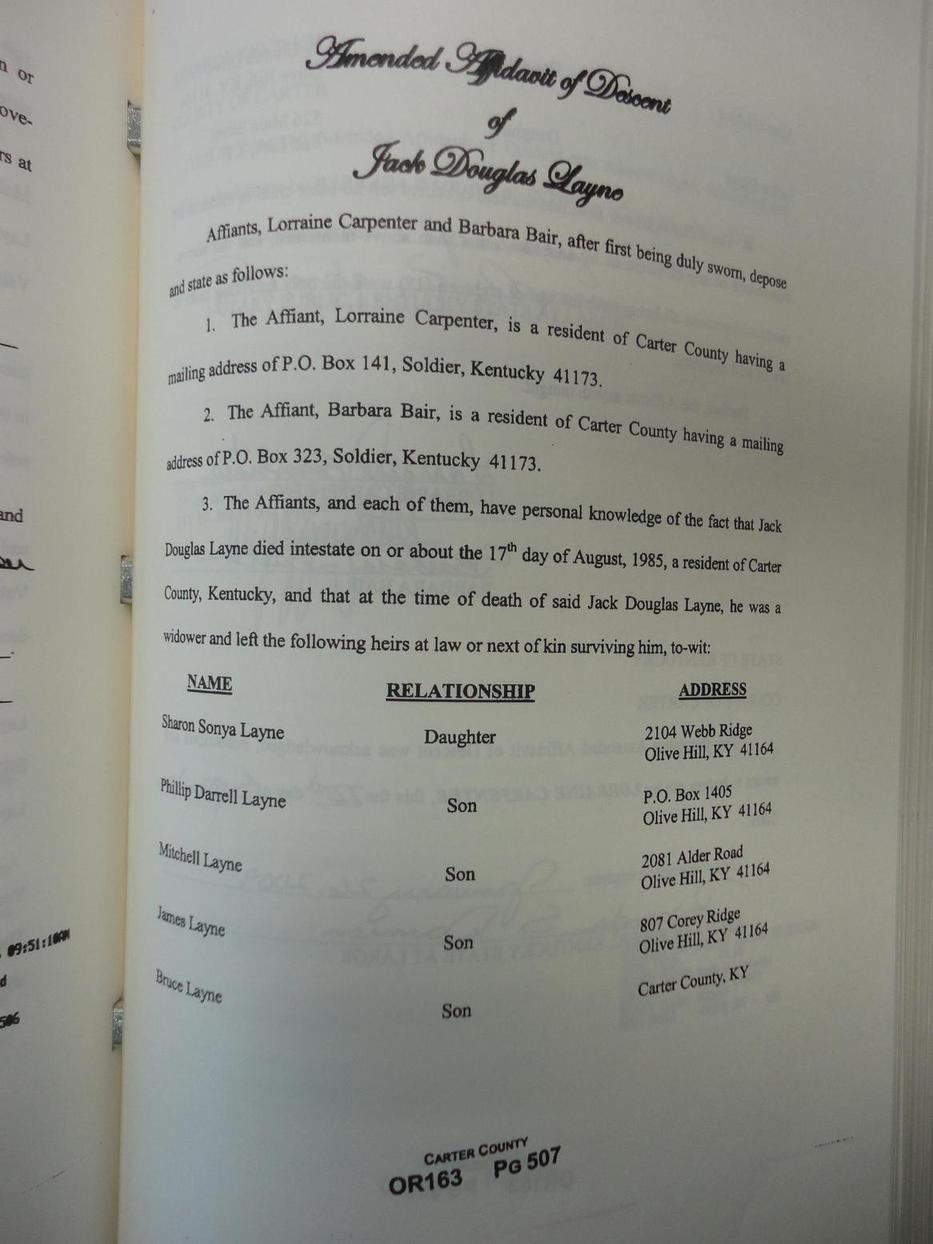 n or
ove-
rs at
and
09:51:10AM
d
506
Amended Affidavit of Descent
of
Jack Douglas Layne
Affiants, Lorraine Carpenter and Barbara Bair, after first being duly sworn, depose
and state as follows:
1. The Affiant, Lorraine Carpenter, is a resident of Carter County having a
mailing address of P.O. Box 141, Soldier, Kentucky 41173.
2. The Affiant, Barbara Bair, is a resident of Carter County having a mailing
address of P.O. Box 323, Soldier, Kentucky 41173.
3. The Affiants, and each of them, have personal knowledge of the fact that Jack
Douglas Layne died intestate on or about the 17th day of August, 1985, a resident of Carter
County, Kentucky, and that at the time of death of said Jack Douglas Layne, he was a
widower and left the following heirs at law or next of kin surviving him, to-wit:
NAME RELATIONSHIP ADDRESS
Sharon Sonya Layne Daughter 2104 Webb Ridge
Olive Hill, KY 41164
Phillip Darrell Layne Son P.O. Box 1405
Olive Hill, KY 41164
Mitchell Layne Son 2081 Alder Road
Olive Hill, KY 41164
James Layne Son 807 Corey Ridge
Olive Hill, KY 41164
Bruce Layne Son Carter County, KY
CARTER COUNTY
OR163 PG 507